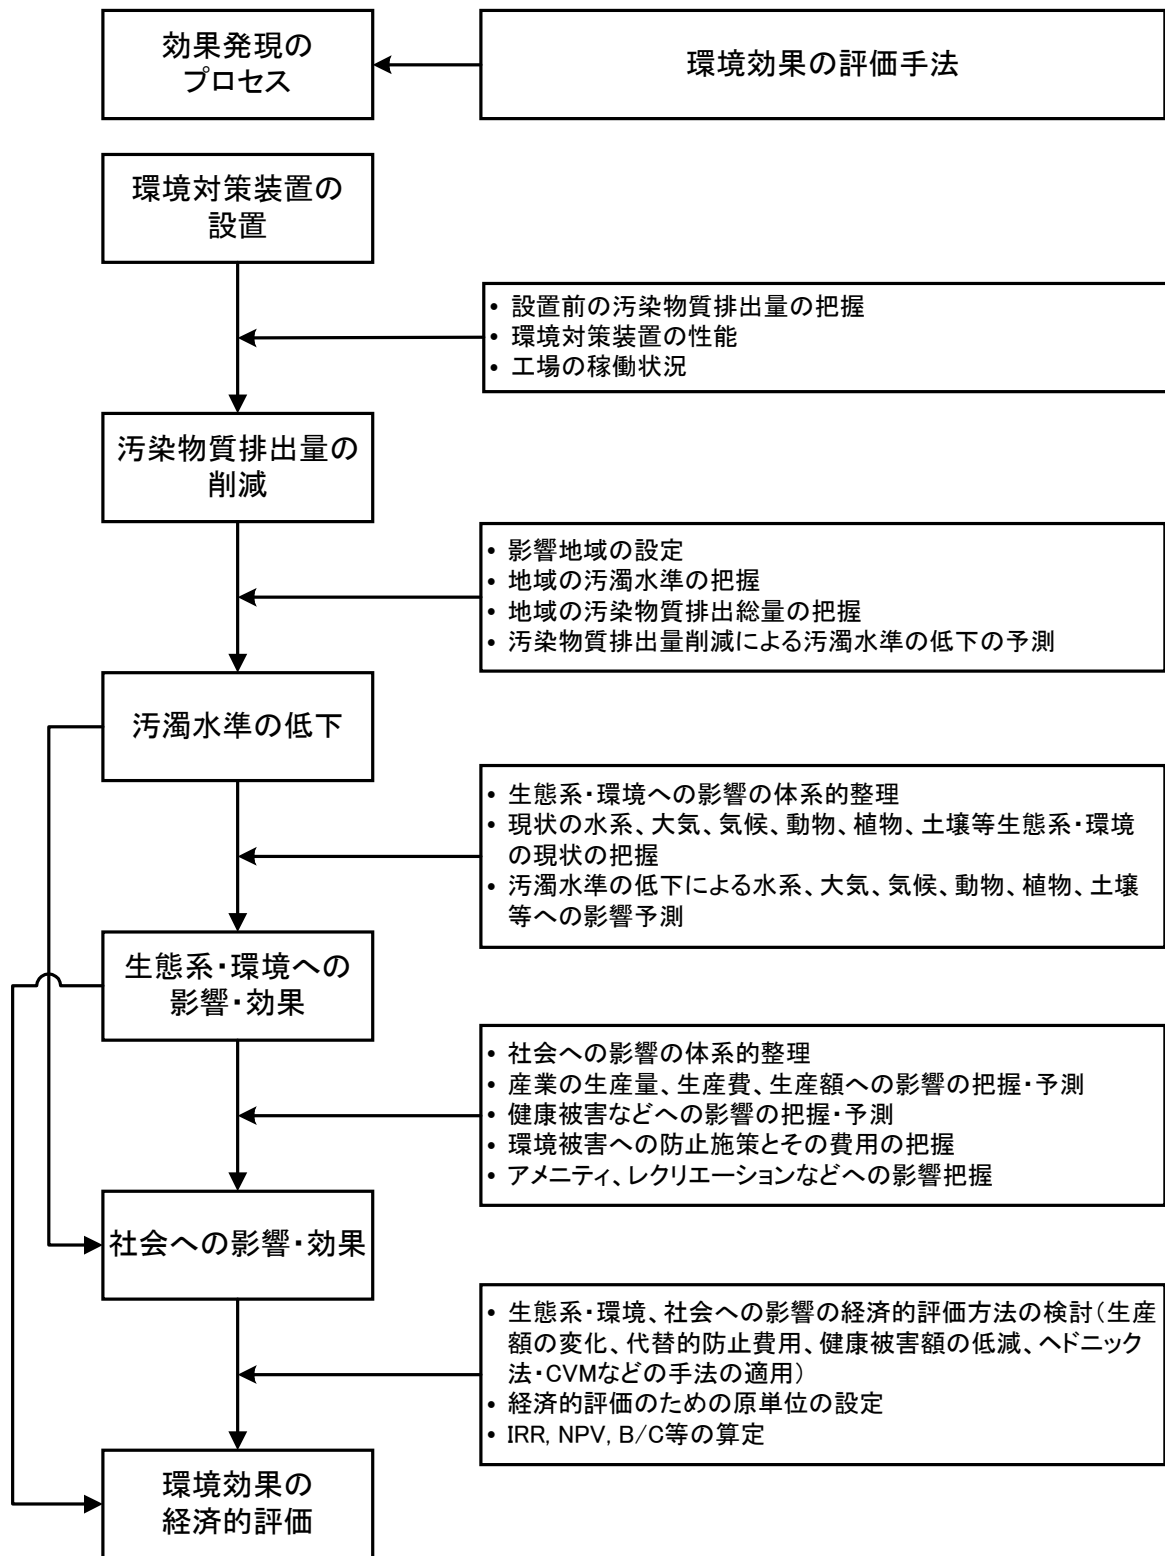 効果発現の
プロセス
環境効果の評価手法
環境対策装置の
設置
• 設置前の汚染物質排出量の把握
• 環境対策装置の性能
• 工場の稼働状況
汚染物質排出量の
削減
• 影響地域の設定
• 地域の汚濁水準の把握
• 地域の汚染物質排出総量の把握
• 汚染物質排出量削減による汚濁水準の低下の予測
汚濁水準の低下
• 生態系・環境への影響の体系的整理
• 現状の水系、大気、気候、動物、植物、土壌等生態系・環境
の現状の把握
• 汚濁水準の低下による水系、大気、気候、動物、植物、土壌
等への影響予測
生態系・環境への
影響・効果
• 社会への影響の体系的整理
• 産業の生産量、生産費、生産額への影響の把握・予測
• 健康被害などへの影響の把握・予測
• 環境被害への防止施策とその費用の把握
• アメニティ、レクリエーションなどへの影響把握
社会への影響・効果
• 生態系・環境、社会への影響の経済的評価方法の検討（生産
額の変化、代替的防止費用、健康被害額の低減、ヘドニック
法・CVMなどの手法の適用）
• 経済的評価のための原単位の設定
• IRR, NPV, B/C等の算定
環境効果の
経済的評価